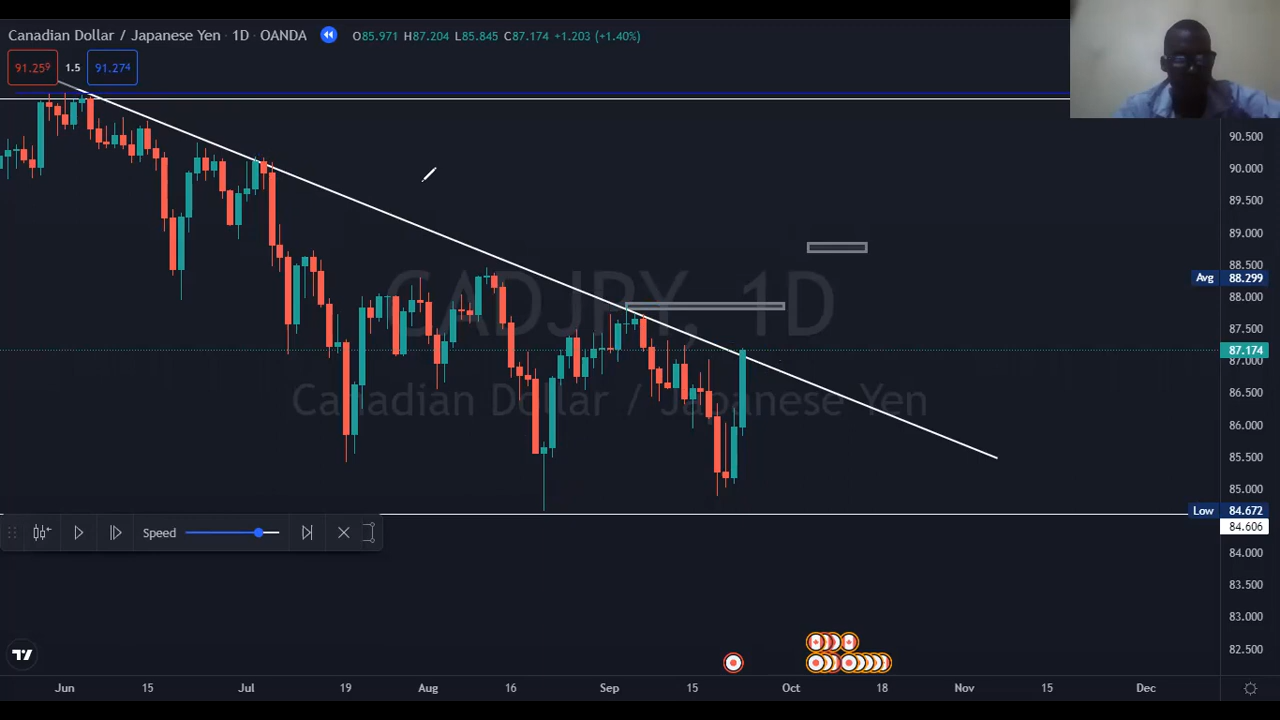 Canadian Dollar / Japanese Yen · 1D · OANDA O85.971 H87.204 L85.845 C87.174 +1.203 (+1.40%)
91.259 1.5 91.274
90.500
90.000
89.500
89.000
88.500
Avg 88.299
88.000
87.500
87.174
87.000
86.500
86.000
85.500
85.000
Low 84.672
84.606
84.000
83.500
83.000
82.500
CADJPY, 1D
Canadian Dollar / Japanese Yen
Speed
Jun 15 Jul 19 Aug 16 Sep 15 Oct 18 Nov 15 Dec